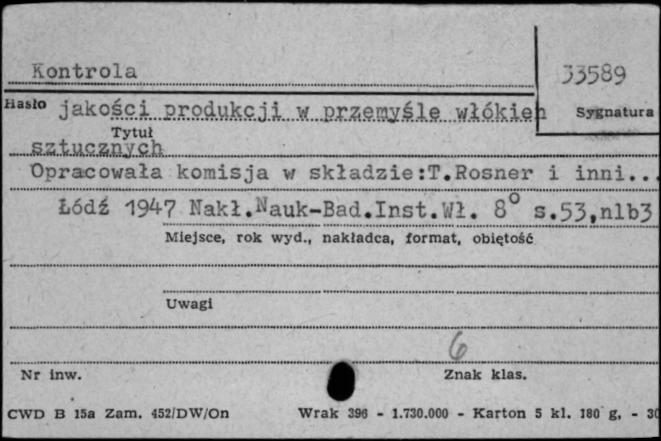 Kontrola
33589
Hasło jakości produkcji w przemyśle włókien Sygnatura
Tytuł
sztucznych
Opracowała komisja w składzie:T.Rosner i inni...
Łódź 1947 Nakł.Nauk-Bad.Inst.Wł. 8° s.53,nlb3
Miejsce, rok wyd., nakładca, format, objętość
Uwagi
6
Nr inw. Znak klas.
CWD B 15a Zam. 452/DW/On Wrak 396 - 1.730.000 - Karton 5 kl. 180 g, - 30